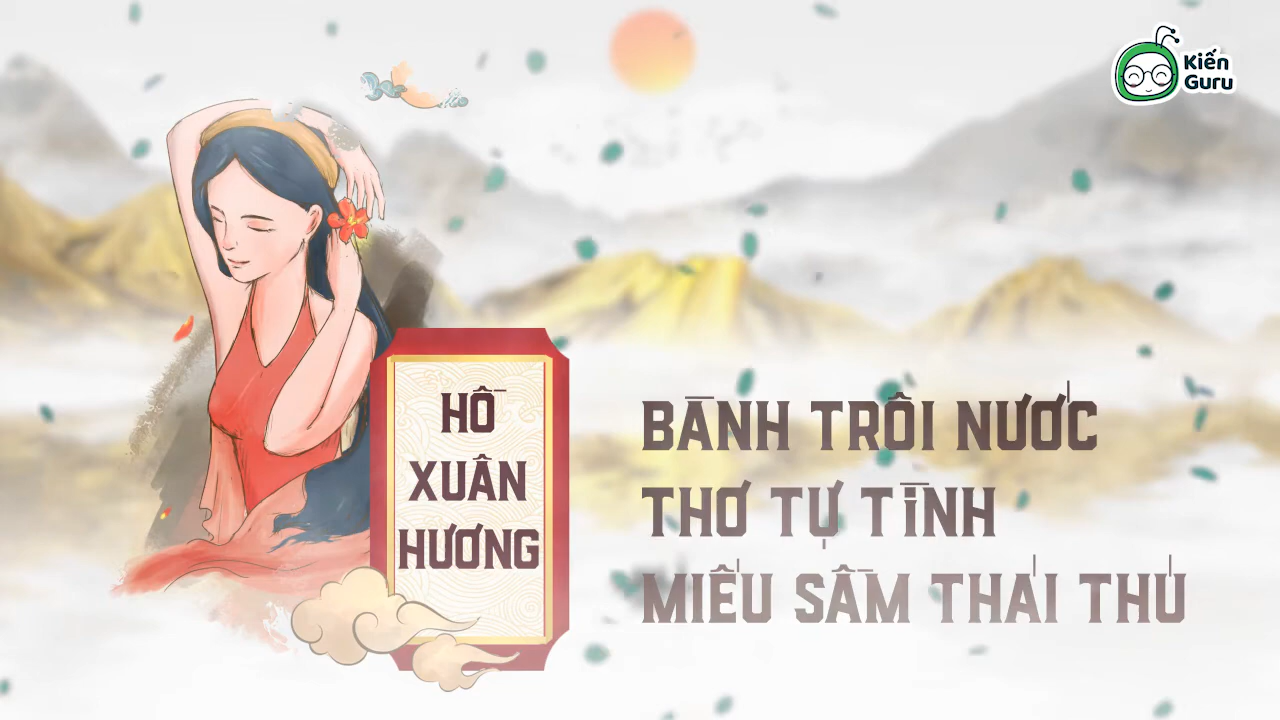 Kiến
Guru
HỒ
XUÂN
HƯƠNG
BÁNH TRÔI NƯỚC
THƠ TỰ TÌNH
MIẾU SẦM THÁI THÚ